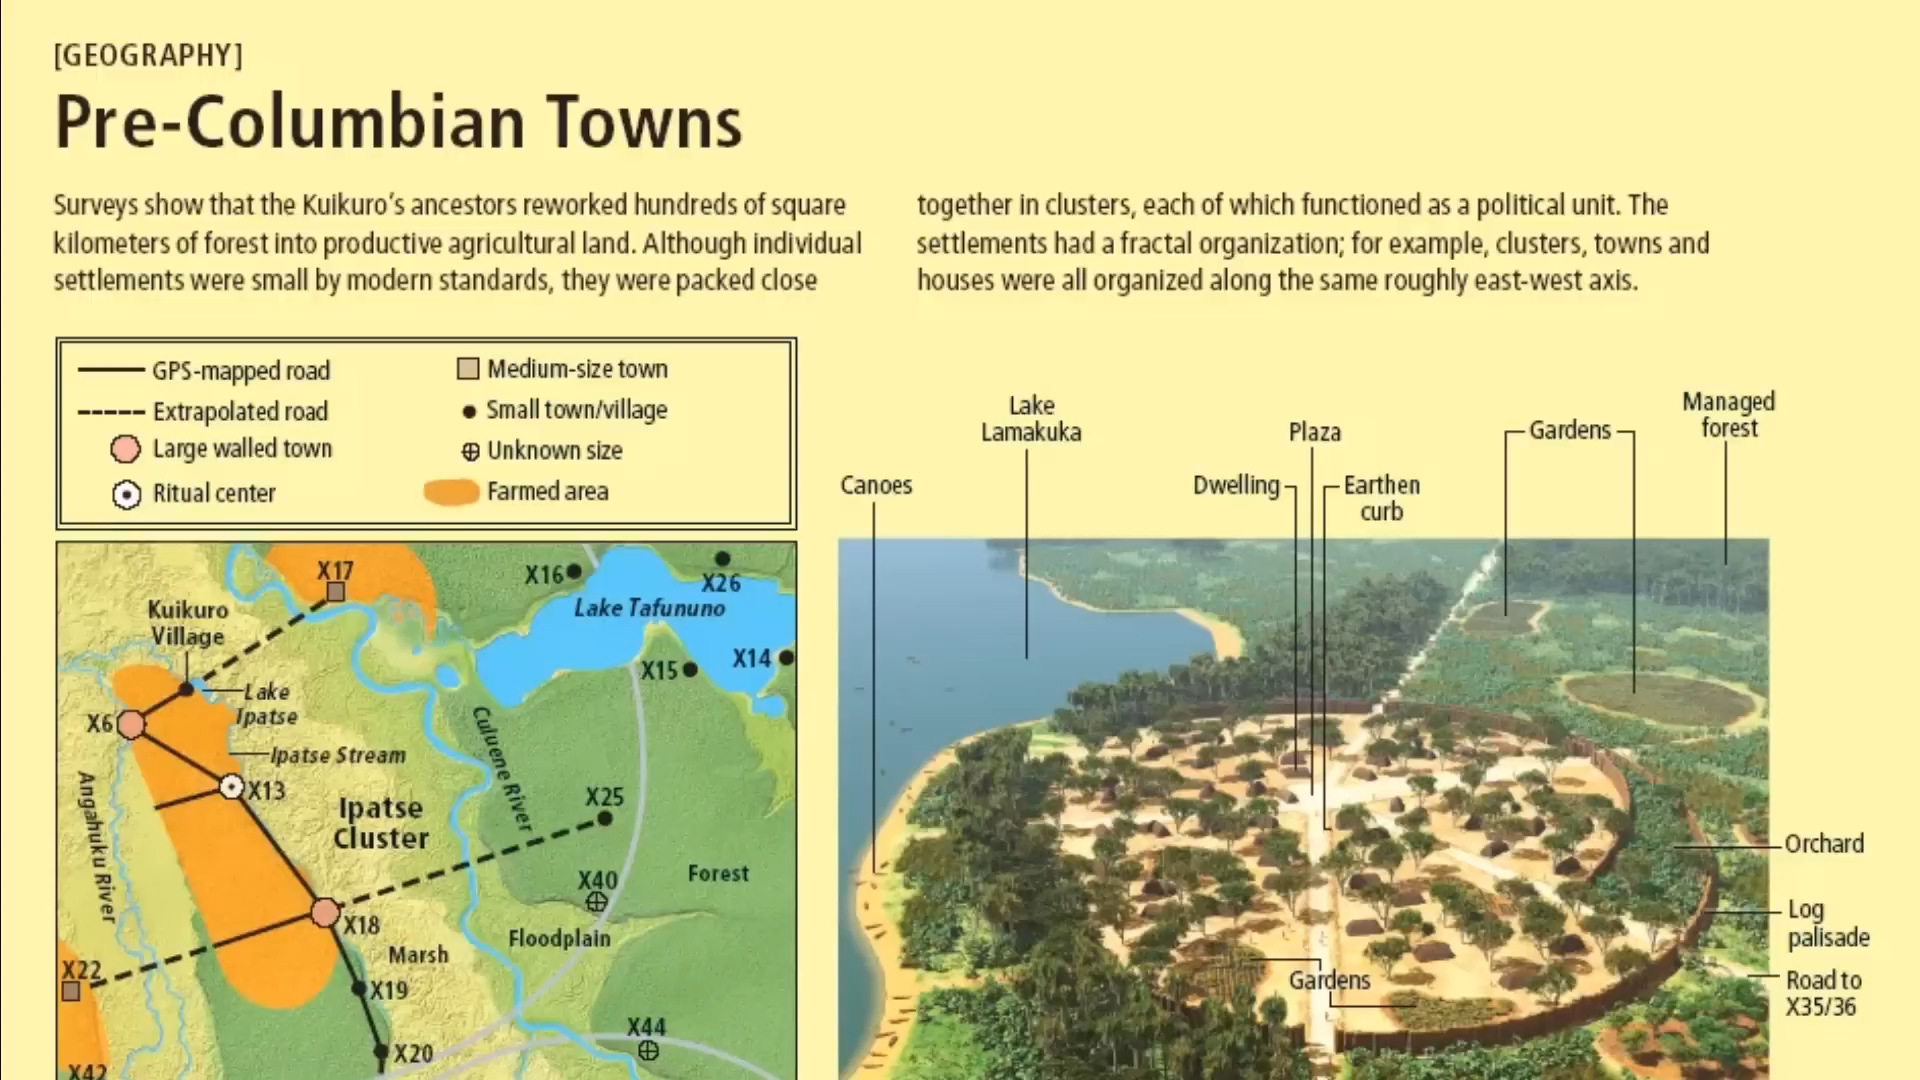 [GEOGRAPHY]
Pre-Columbian Towns
Surveys show that the Kuikuro's ancestors reworked hundreds of square
kilometers of forest into productive agricultural land. Although individual
settlements were small by modern standards, they were packed close
together in clusters, each of which functioned as a political unit. The
settlements had a fractal organization; for example, clusters, towns and
houses were all organized along the same roughly east-west axis.
GPS-mapped road
Extrapolated road
Large walled town
Ritual center
Medium-size town
Small town/village
Unknown size
Farmed area
X17
X16
X26
Lake Tafununo
Kuikuro
Village
X15
X14
Lake
Ipatse
X6
Ipatse Stream
Culuene River
X13
Angahuku River
Ipatse
Cluster
X25
X40
Forest
X18
Floodplain
Marsh
X22
X19
X44
X20
X42
Lake
Lamakuka
Managed
forest
Plaza
Gardens
Canoes
Dwelling
Earthen
curb
Orchard
Log
palisade
Gardens
Road to
X35/36